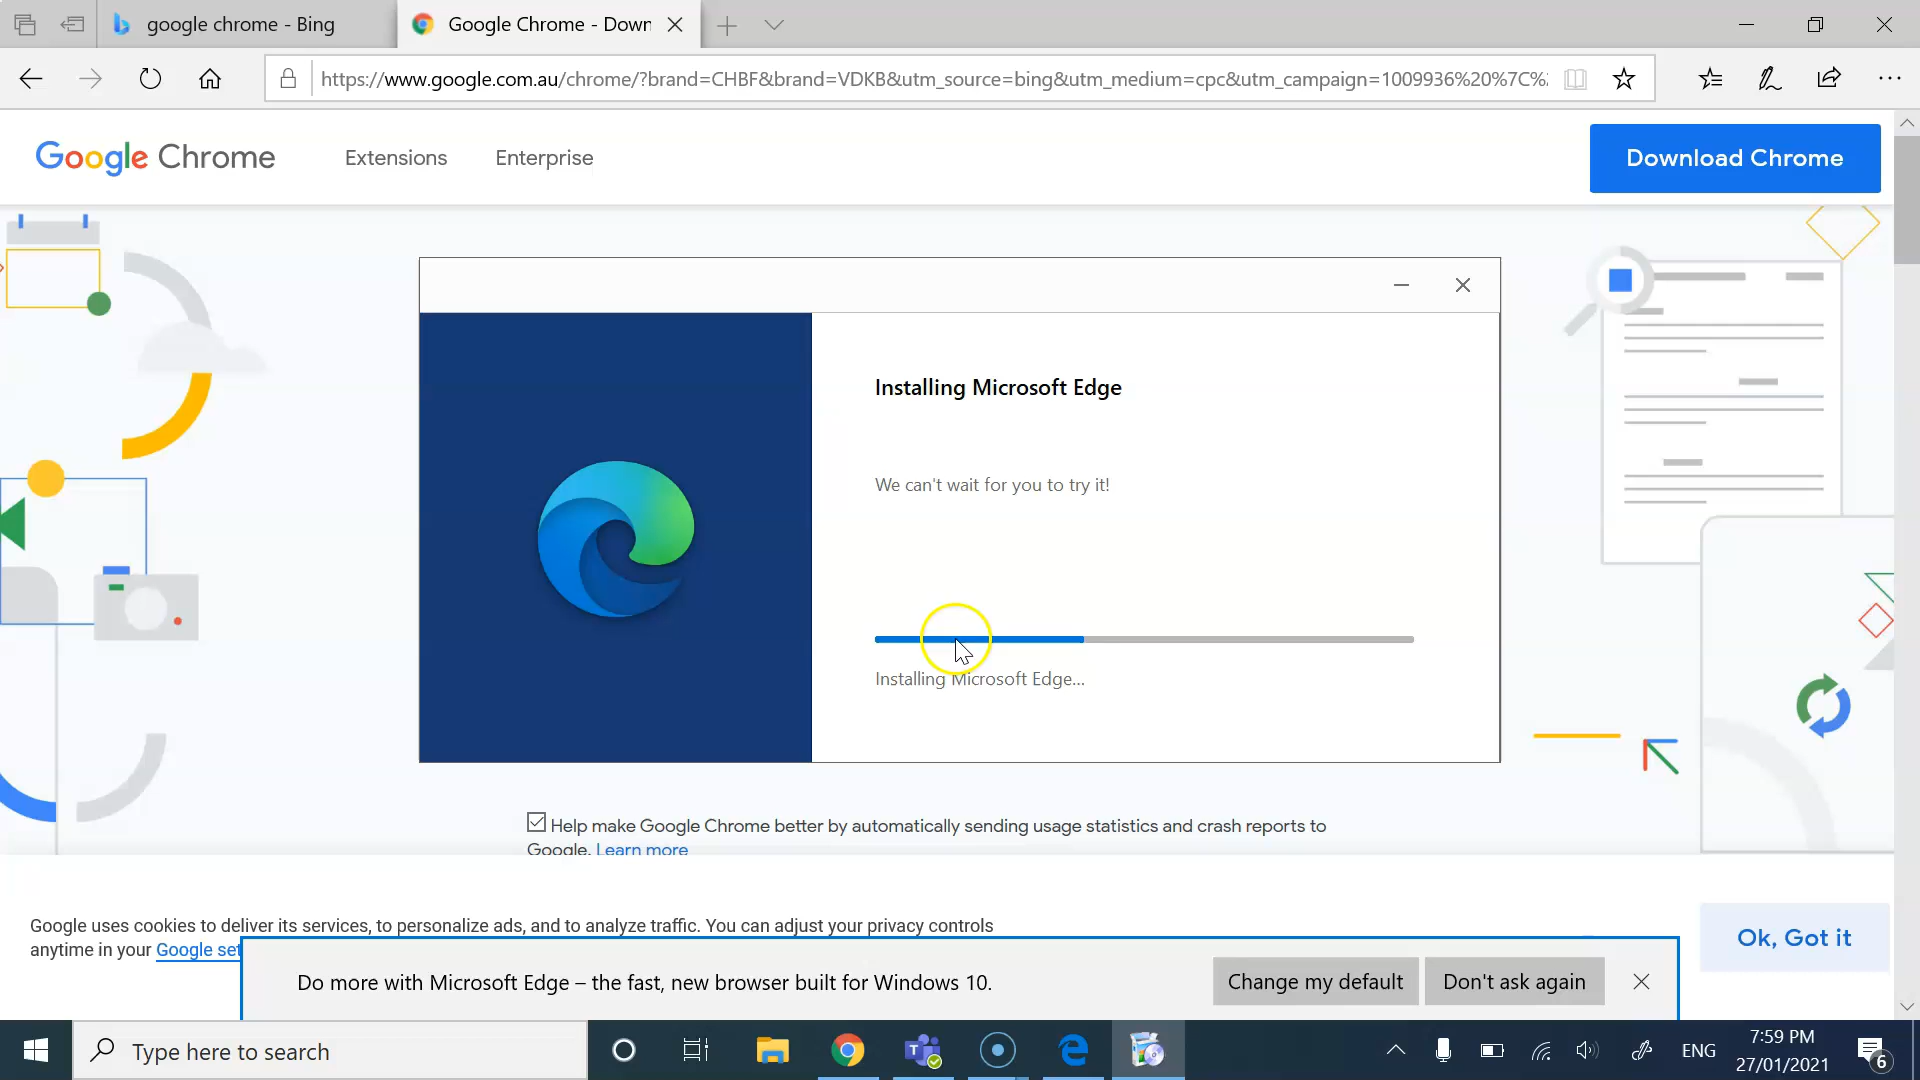 google chrome - Bing
Google Chrome - Down
https://www.google.com.au/chrome/?brand=CHBF&brand=VDKB&utm_source=bing&utm_medium=cpc&utm_campaign=1009936%20%7C%
Google Chrome
Extensions
Enterprise
Download Chrome
Installing Microsoft Edge
We can't wait for you to try it!
Installing Microsoft Edge...
Help make Google Chrome better by automatically sending usage statistics and crash reports to
Google. Learn more
Google uses cookies to deliver its services, to personalize ads, and to analyze traffic. You can adjust your privacy controls
anytime in your Google set
Ok, Got it
Do more with Microsoft Edge – the fast, new browser built for Windows 10.
Change my default
Don't ask again
Type here to search
ENG
7:59 PM
27/01/2021
6